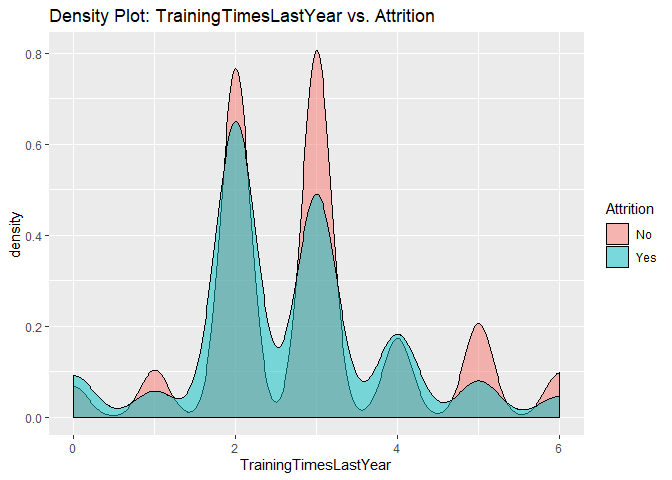 Density Plot: TrainingTimesLastYear vs. Attrition
0.8
0.6
0.4
0.2
0.0
density
0 2 4 6
TrainingTimesLastYear
Attrition
No
Yes